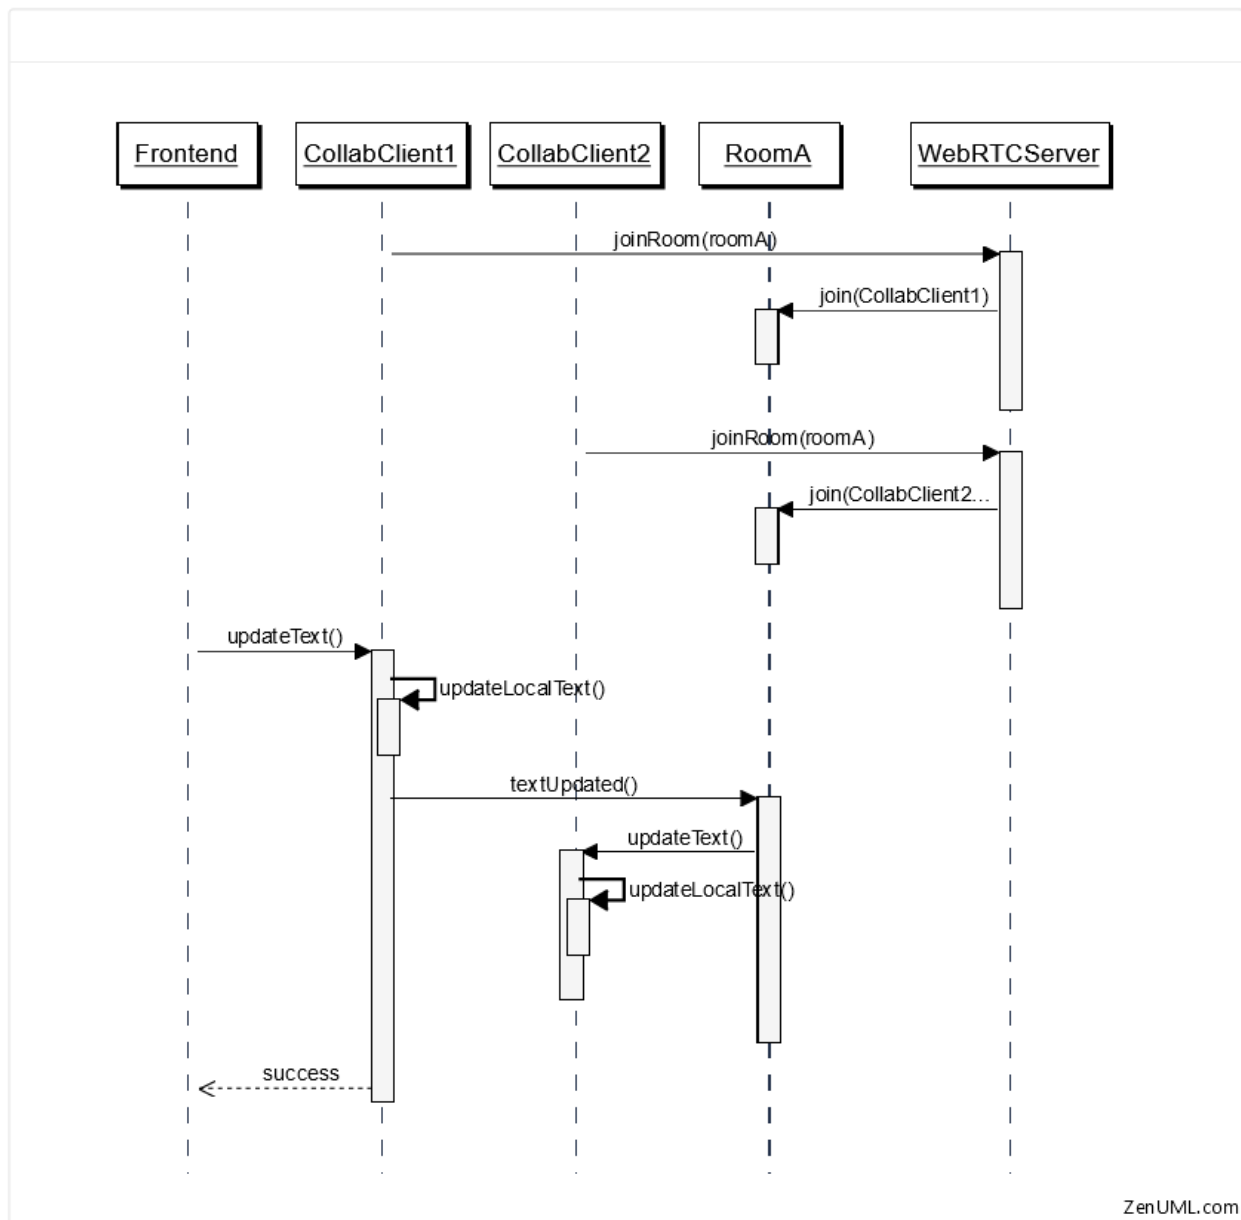 Frontend
CollabClient1
CollabClient2
RoomA
WebRTCServer
joinRoom(roomA)
join(CollabClient1)
joinRoom(roomA)
join(CollabClient2...
updateText()
updateLocalText()
textUpdated()
updateText()
updateLocalText()
success
ZenUML.com